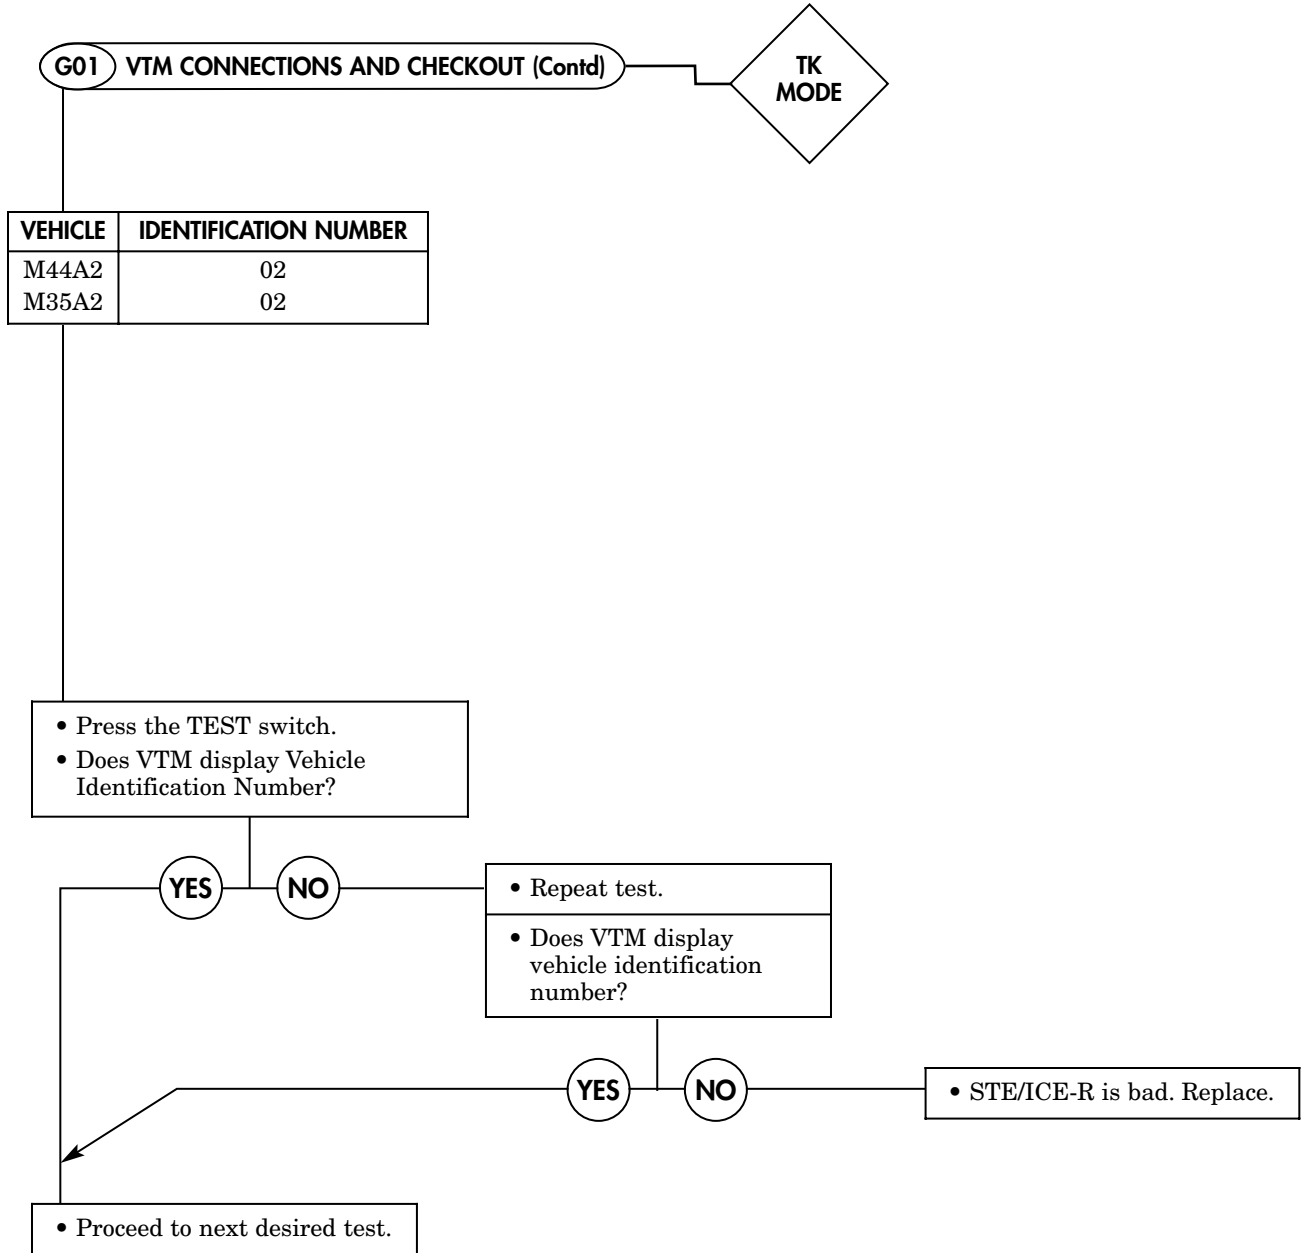 G01 VTM CONNECTIONS AND CHECKOUT (Contd)
TK
MODE
VEHICLE IDENTIFICATION NUMBER
M44A2 02
M35A2 02
• Press the TEST switch.
• Does VTM display Vehicle
Identification Number?
YES NO
• Repeat test.
• Does VTM display
vehicle identification
number?
YES NO
• STE/ICE-R is bad. Replace.
• Proceed to next desired test.